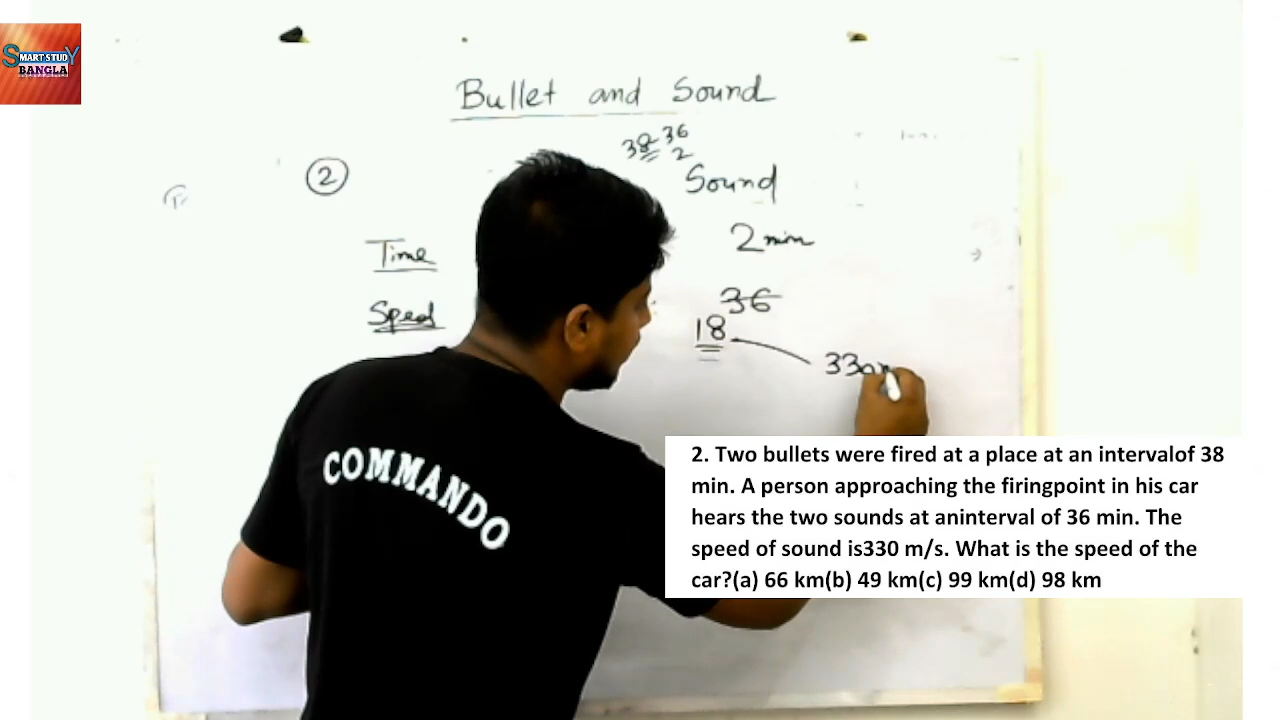 SMART STUDY
BANGLA
Bullet and Sound
38 36
2
2
Sound
Time
2 min
Speed
36
18
330
COMMANDO
2. Two bullets were fired at a place at an intervalof 38
min. A person approaching the firingpoint in his car
hears the two sounds at aninterval of 36 min. The
speed of sound is330 m/s. What is the speed of the
car?(a) 66 km(b) 49 km(c) 99 km(d) 98 km